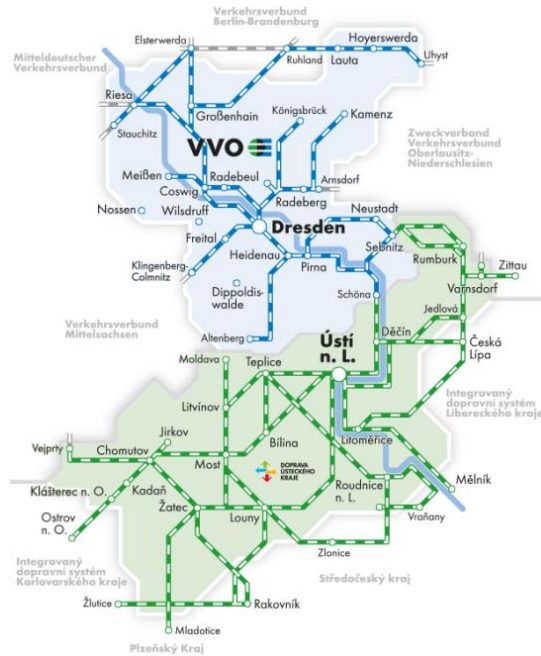 Verkehrsverbund
Berlin-Brandenburg
Elsterwerda
Hoyerswerda
Mitteldeutscher
Verkehrsverbund
Ruhland
Lauta
Uhyst
Riesa
Großenhain
Königsbrück
Kamenz
Stauchitz
VVO
Zweckverband
Verkehrsverbund
Oberlausitz-
Niederschlesien
Meißen
Radebeul
Arnsdorf
Coswig
Radeberg
Nossen
Wilsdruff
Neustadt
Dresden
Freital
Sebnitz
Heidenau
Pirna
Rumburk
Zittau
Klingenberg-
Colmnitz
Varnsdorf
Dippoldis-
walde
Schöna
Jedlová
Verkehrsverbund
Mittelsachsen
Altenberg
Ústí
n. L.
Děčín
Česká
Lípa
Moldava
Teplice
Integrovaný
dopravní systém
Libereckého kraje
Litvínov
Jirkov
Bílina
Litoměřice
Vejprty
Chomutov
Most
DOPRAVA
ÚSTECKÉHO
KRAJE
Mělník
Klášterec n. O.
Kadaň
Roudnice
n. L.
Žatec
Louny
Vraňany
Ostrov
n. O.
Zlonice
Integrovaný
dopravní systém
Karlovarského kraje
Středočeský kraj
Žlutice
Rakovník
Mladotice
Plzeňský Kraj